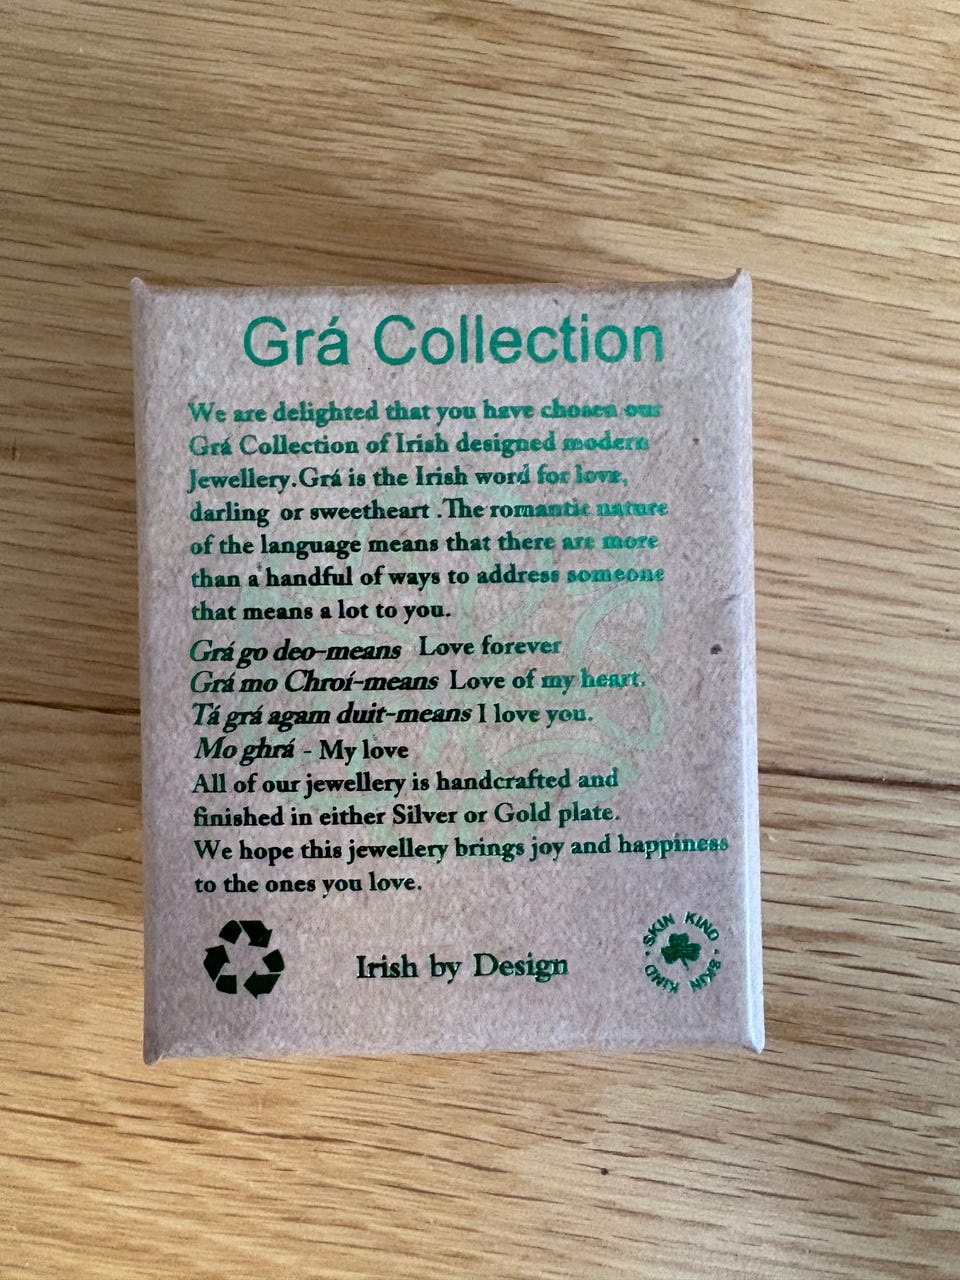 Grá Collection
We are delighted that you have chosen our
Grá Collection of Irish designed modern
Jewellery.Grá is the Irish word for love,
darling or sweetheart .The romantic nature
of the language means that there are more
than a handful of ways to address someone
that means a lot to you.
Grá go deo-means Love forever
Grá mo Chroí-means Love of my heart.
Tá grá agam duit-means I love you.
Mo ghrá - My love
All of our jewellery is handcrafted and
finished in either Silver or Gold plate.
We hope this jewellery brings joy and happiness
to the ones you love.
Irish by Design
SKIN KIND · SKIN KIND ·